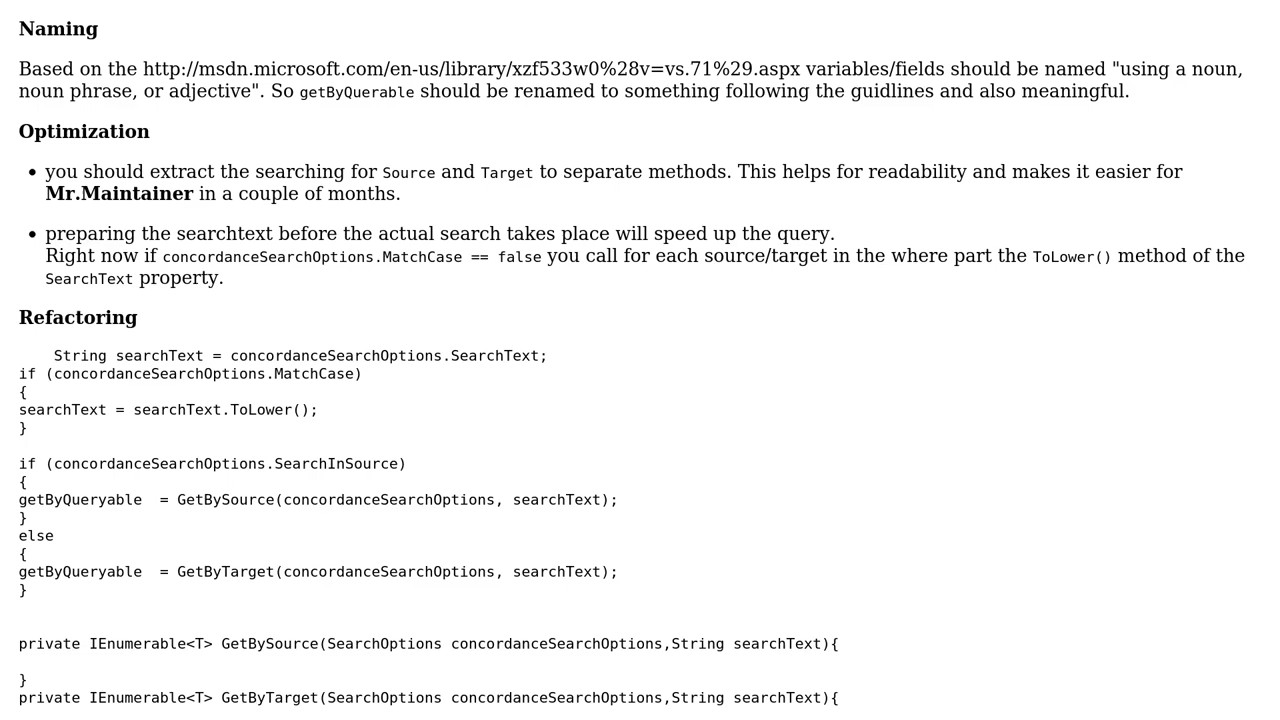 Naming
Based on the http://msdn.microsoft.com/en-us/library/xzf533w0%28v=vs.71%29.aspx variables/fields should be named "using a noun,
noun phrase, or adjective". So getByQuerable should be renamed to something following the guidlines and also meaningful.
Optimization
• you should extract the searching for Source and Target to separate methods. This helps for readability and makes it easier for
Mr.Maintainer in a couple of months.
• preparing the searchtext before the actual search takes place will speed up the query.
Right now if concordanceSearchOptions.MatchCase == false you call for each source/target in the where part the ToLower() method of the
SearchText property.
Refactoring
    String searchText = concordanceSearchOptions.SearchText;
if (concordanceSearchOptions.MatchCase)
{
searchText = searchText.ToLower();
}
if (concordanceSearchOptions.SearchInSource)
{
getByQueryable  = GetBySource(concordanceSearchOptions, searchText);
}
else
{
getByQueryable  = GetByTarget(concordanceSearchOptions, searchText);
}
private IEnumerable<T> GetBySource(SearchOptions concordanceSearchOptions,String searchText){
}
private IEnumerable<T> GetByTarget(SearchOptions concordanceSearchOptions,String searchText){